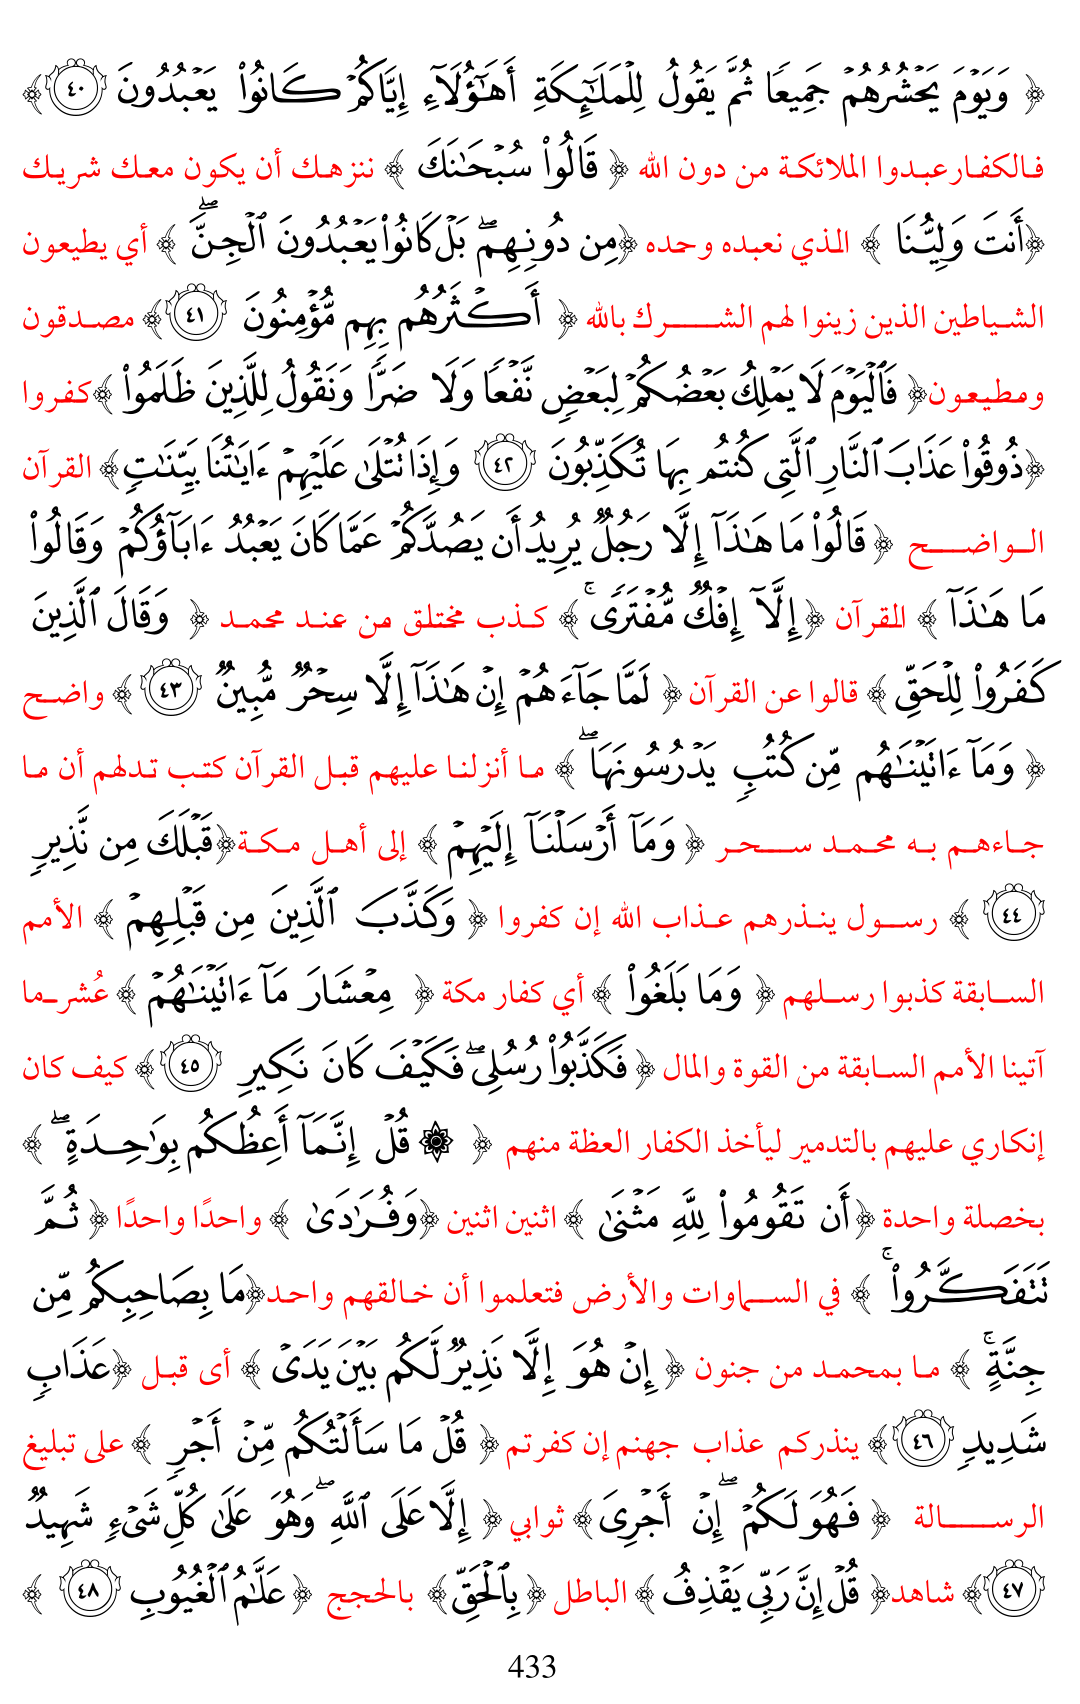 ﴿ وَيَوْمَ يَحْشُرُهُمْ جَمِيعًا ثُمَّ يَقُولُ لِلْمَلَٰٓئِكَةِ أَهَٰٓؤُلَآءِ إِيَّاكُمْ كَانُوا۟ يَعْبُدُونَ ٤٠﴾
فالكفار عبدوا الملائكة من دون الله ﴿ قَالُوا۟ سُبْحَٰنَكَ ﴾ ننزهك أن يكون معك شريك
﴿أَنتَ وَلِيُّنَا ﴾ الذي نعبده وحده ﴿مِن دُونِهِمۖ بَلْ كَانُوا۟ يَعْبُدُونَ ٱلْجِنَّۖ ﴾ أي يطيعون
الشياطين الذين زينوا لهم الشرك بالله ﴿ أَكْثَرُهُم بِهِم مُّؤْمِنُونَ ٤١﴾ مصدقون
ومطيعون﴿ فَٱلْيَوْمَ لَا يَمْلِكُ بَعْضُكُمْ لِبَعْضٍ نَّفْعًا وَلَا ضَرًّا وَنَقُولُ لِلَّذِينَ ظَلَمُوا۟ ﴾كفروا
﴿ذُوقُوا۟ عَذَابَ ٱلنَّارِ ٱلَّتِى كُنتُم بِهَا تُكَذِّبُونَ ٤٢ وَإِذَا تُتْلَىٰ عَلَيْهِمْ ءَايَٰتُنَا بَيِّنَٰتٍ﴾ القرآن
الواضح ﴿ قَالُوا۟ مَا هَٰذَآ إِلَّا رَجُلٌ يُرِيدُ أَن يَصُدَّكُمْ عَمَّا كَانَ يَعْبُدُ ءَابَآؤُكُمْ وَقَالُوا۟
مَا هَٰذَآ ﴾ القرآن ﴿إِلَّآ إِفْكٌ مُّفْتَرًىۚ ﴾ كذب مختلق من عند محمد ﴿ وَقَالَ ٱلَّذِينَ
كَفَرُوا۟ لِلْحَقِّ ﴾ قالوا عن القرآن ﴿ لَمَّا جَآءَهُمْ إِنْ هَٰذَآ إِلَّا سِحْرٌ مُّبِينٌ ٤٣﴾ واضح
﴿ وَمَآ ءَاتَيْنَٰهُم مِّن كُتُبٍ يَدْرُسُونَهَاۖ ﴾ ما أنزلنا عليهم قبل القرآن كتب تدلهم أن ما
جاءهم به محمد سحر ﴿ وَمَآ أَرْسَلْنَآ إِلَيْهِمْ ﴾ إلى أهل مكة﴿قَبْلَكَ مِن نَّذِيرٍ
٤٤ ﴾ رسول ينذرهم عذاب الله إن كفروا ﴿ وَكَذَّبَ ٱلَّذِينَ مِن قَبْلِهِمْ ﴾ الأمم
السابقة كذبوا رسلهم ﴿ وَمَا بَلَغُوا۟ ﴾ أي كفار مكة ﴿ مِعْشَارَ مَآ ءَاتَيْنَٰهُمْ ﴾ عُشر ما
آتينا الأمم السابقة من القوة والمال ﴿ فَكَذَّبُوا۟ رُسُلِىۖ فَكَيْفَ كَانَ نَكِيرِ ٤٥﴾ كيف كان
إنكاري عليهم بالتدمير ليأخذ الكفار العظة منهم ﴿ ۞ قُلْ إِنَّمَآ أَعِظُكُم بِوَٰحِدَةٍۖ ﴾
بخصلة واحدة ﴿أَن تَقُومُوا۟ لِلَّهِ مَثْنَىٰ ﴾ اثنين اثنين ﴿وَفُرَٰدَىٰ ﴾ واحدًا واحدًا ﴿ ثُمَّ
تَتَفَكَّرُوا۟ۚ ﴾ في السماوات والأرض فتعلموا أن خالقهم واحد﴿مَا بِصَاحِبِكُم مِّن
جِنَّةٍۚ ﴾ ما بمحمد من جنون ﴿ إِنْ هُوَ إِلَّا نَذِيرٌ لَّكُم بَيْنَ يَدَىْ ﴾ أى قبل ﴿عَذَابٍ
شَدِيدٍ ٤٦﴾ ينذركم عذاب جهنم إن كفرتم ﴿ قُلْ مَا سَأَلْتُكُم مِّنْ أَجْرٍ ﴾ على تبليغ
الرسالة ﴿ فَهُوَ لَكُمْۖ إِنْ أَجْرِىَ ﴾ ثوابي ﴿ إِلَّا عَلَى ٱللَّهِۖ وَهُوَ عَلَىٰ كُلِّ شَىْءٍ شَهِيدٌ
٤٧﴾ شاهد﴿ قُلْ إِنَّ رَبِّى يَقْذِفُ ﴾ الباطل ﴿ بِٱلْحَقِّ﴾ بالحجج ﴿ عَلَّٰمُ ٱلْغُيُوبِ ٤٨ ﴾
433